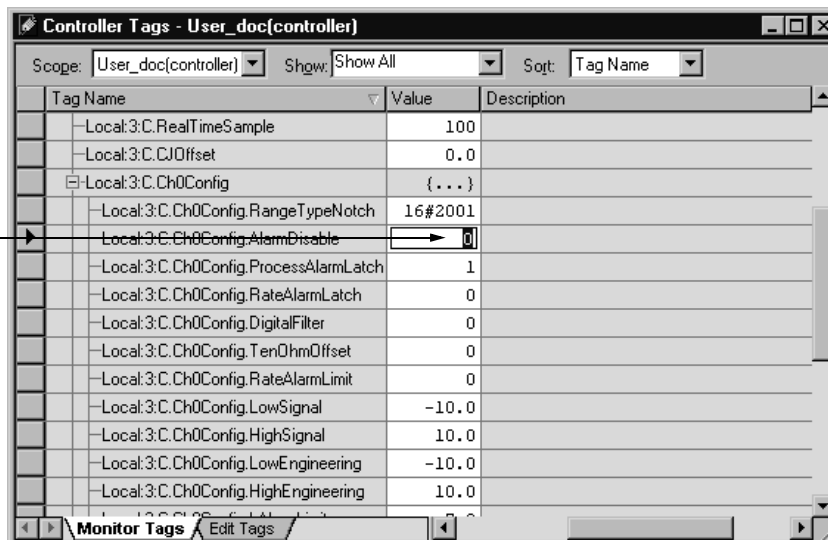 Controller Tags - User_doc(controller)
Scope: User_doc(controller) Show: Show All Sort: Tag Name
Tag Name Value Description
Local:3:C.RealTimeSample 100
Local:3:C.CJOffset 0.0
Local:3:C.Ch0Config {...}
Local:3:C.Ch0Config.RangeTypeNotch 16#2001
Local:3:C.Ch0Config.AlarmDisable 0
Local:3:C.Ch0Config.ProcessAlarmLatch 1
Local:3:C.Ch0Config.RateAlarmLatch 0
Local:3:C.Ch0Config.DigitalFilter 0
Local:3:C.Ch0Config.TenOhmOffset 0
Local:3:C.Ch0Config.RateAlarmLimit 0
Local:3:C.Ch0Config.LowSignal -10.0
Local:3:C.Ch0Config.HighSignal 10.0
Local:3:C.Ch0Config.LowEngineering -10.0
Local:3:C.Ch0Config.HighEngineering 10.0
Monitor Tags Edit Tags